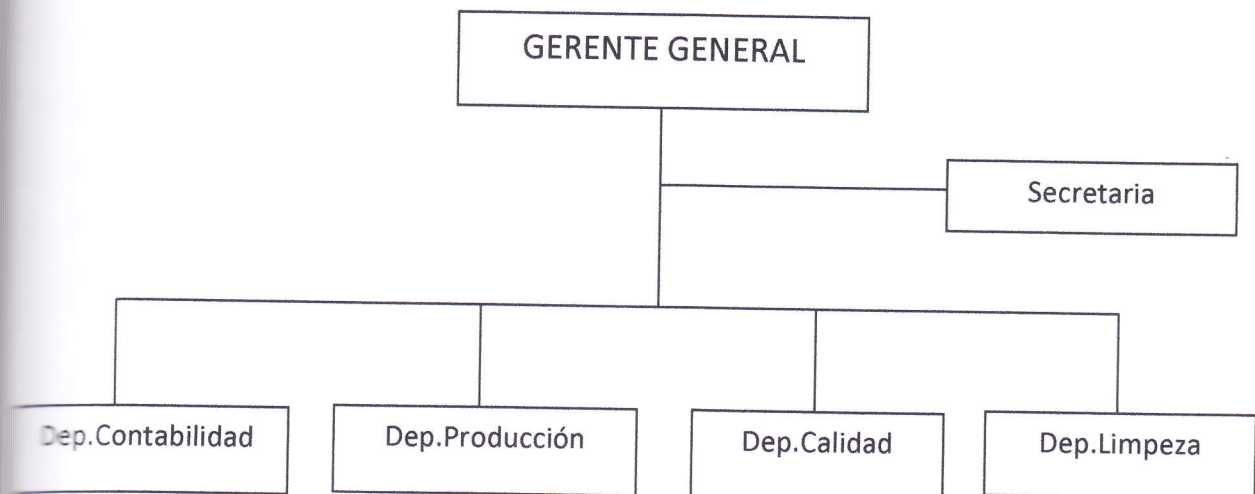 GERENTE GENERAL
Secretaria
Dep.Contabilidad
Dep.Producción
Dep.Calidad
Dep.Limpeza